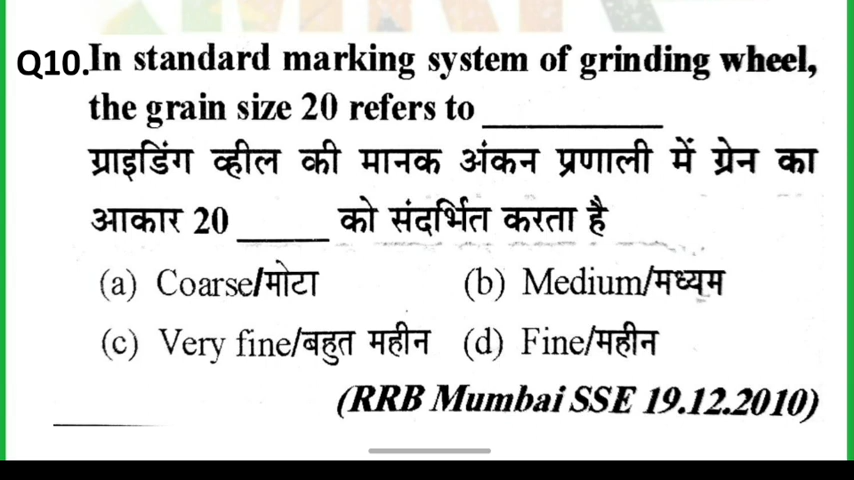 Q10.In standard marking system of grinding wheel,
the grain size 20 refers to ____________
ग्राइडिंग व्हील की मानक अंकन प्रणाली में ग्रेन का
आकार 20 ______ को संदर्भित करता है
(a) Coarse/मोटा (b) Medium/मध्यम
(c) Very fine/बहुत महीन (d) Fine/महीन
(RRB Mumbai SSE 19.12.2010)